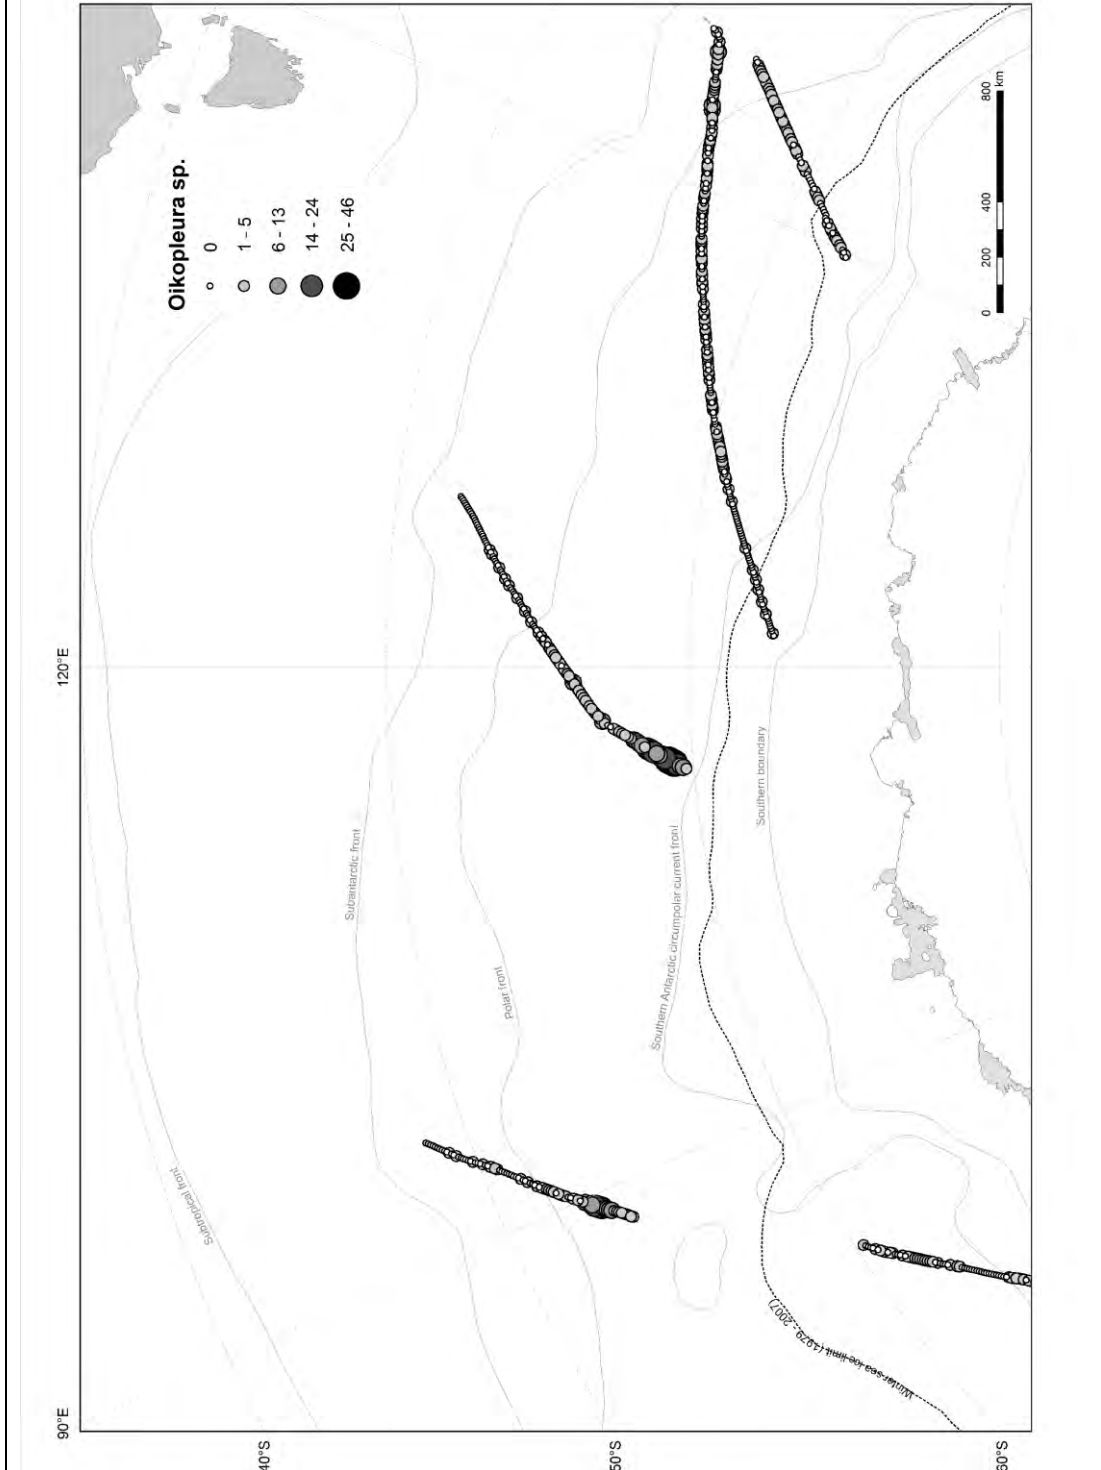 Oikopleura sp.
0
1 - 5
6 - 13
14 - 24
25 - 46
0
200
400
800
km
120°E
90°E
40°S
50°S
60°S
Subtropical front
Subantarctic front
Polar front
Southern Antarctic circumpolar current front
Southern boundary
Winter sea ice limit (1979 - 2007)